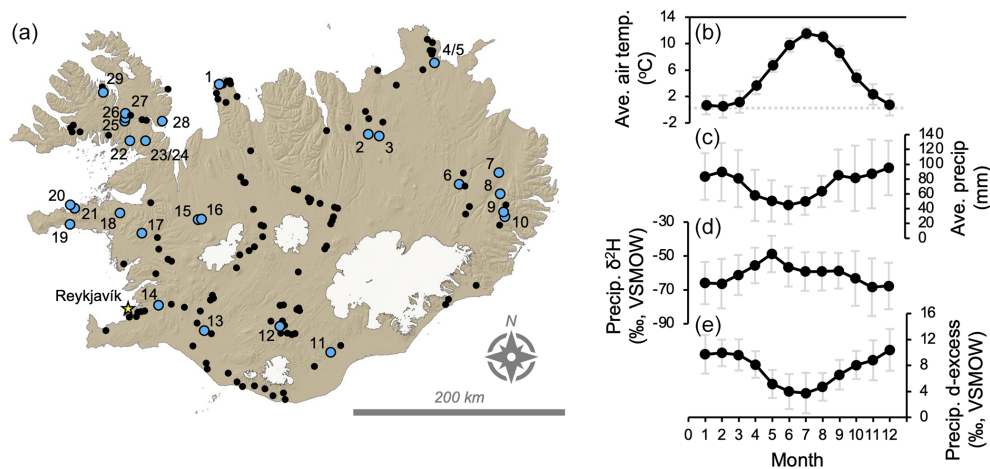 (a)
29
1
4/5
27
26
25
28
22
23/24
2
3
7
6
8
9
10
20
21
18
19
17
15
16
Reykjavík
14
13
12
11
N
200 km
(b)
14
10
6
2
-2
Ave. air temp.
(°C)
(c)
140
120
100
80
60
40
20
0
Ave. precip
(mm)
(d)
-30
-50
-70
-90
Precip. δ²H
(‰, VSMOW)
(e)
16
12
8
4
0
Precip. d-excess
(‰, VSMOW)
0 1 2 3 4 5 6 7 8 9 10 11 12
Month